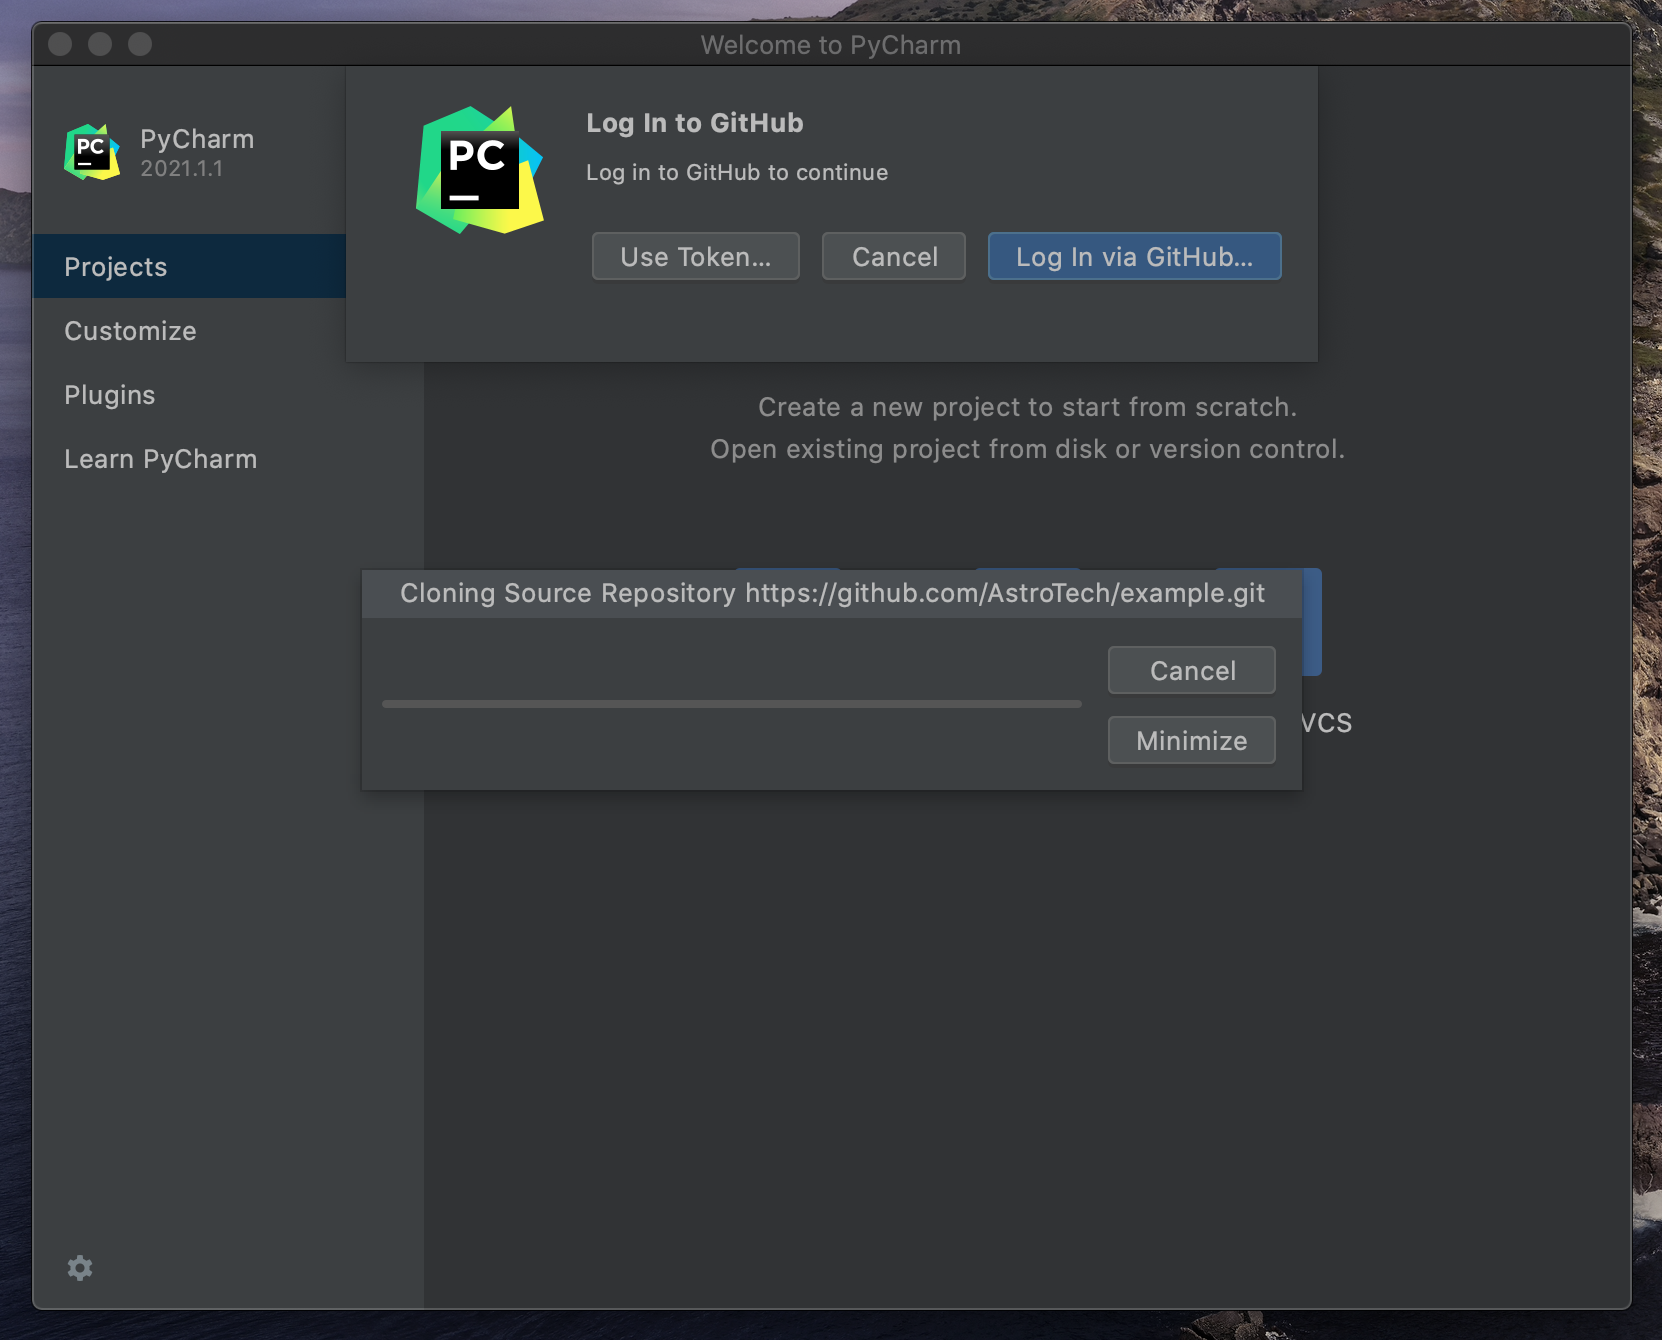 Welcome to PyCharm
PC
PyCharm
2021.1.1
Projects
Customize
Plugins
Learn PyCharm
PC
Log In to GitHub
Log in to GitHub to continue
Use Token...
Cancel
Log In via GitHub...
Create a new project to start from scratch.
Open existing project from disk or version control.
Cloning Source Repository https://github.com/AstroTech/example.git
Cancel
Minimize
VCS